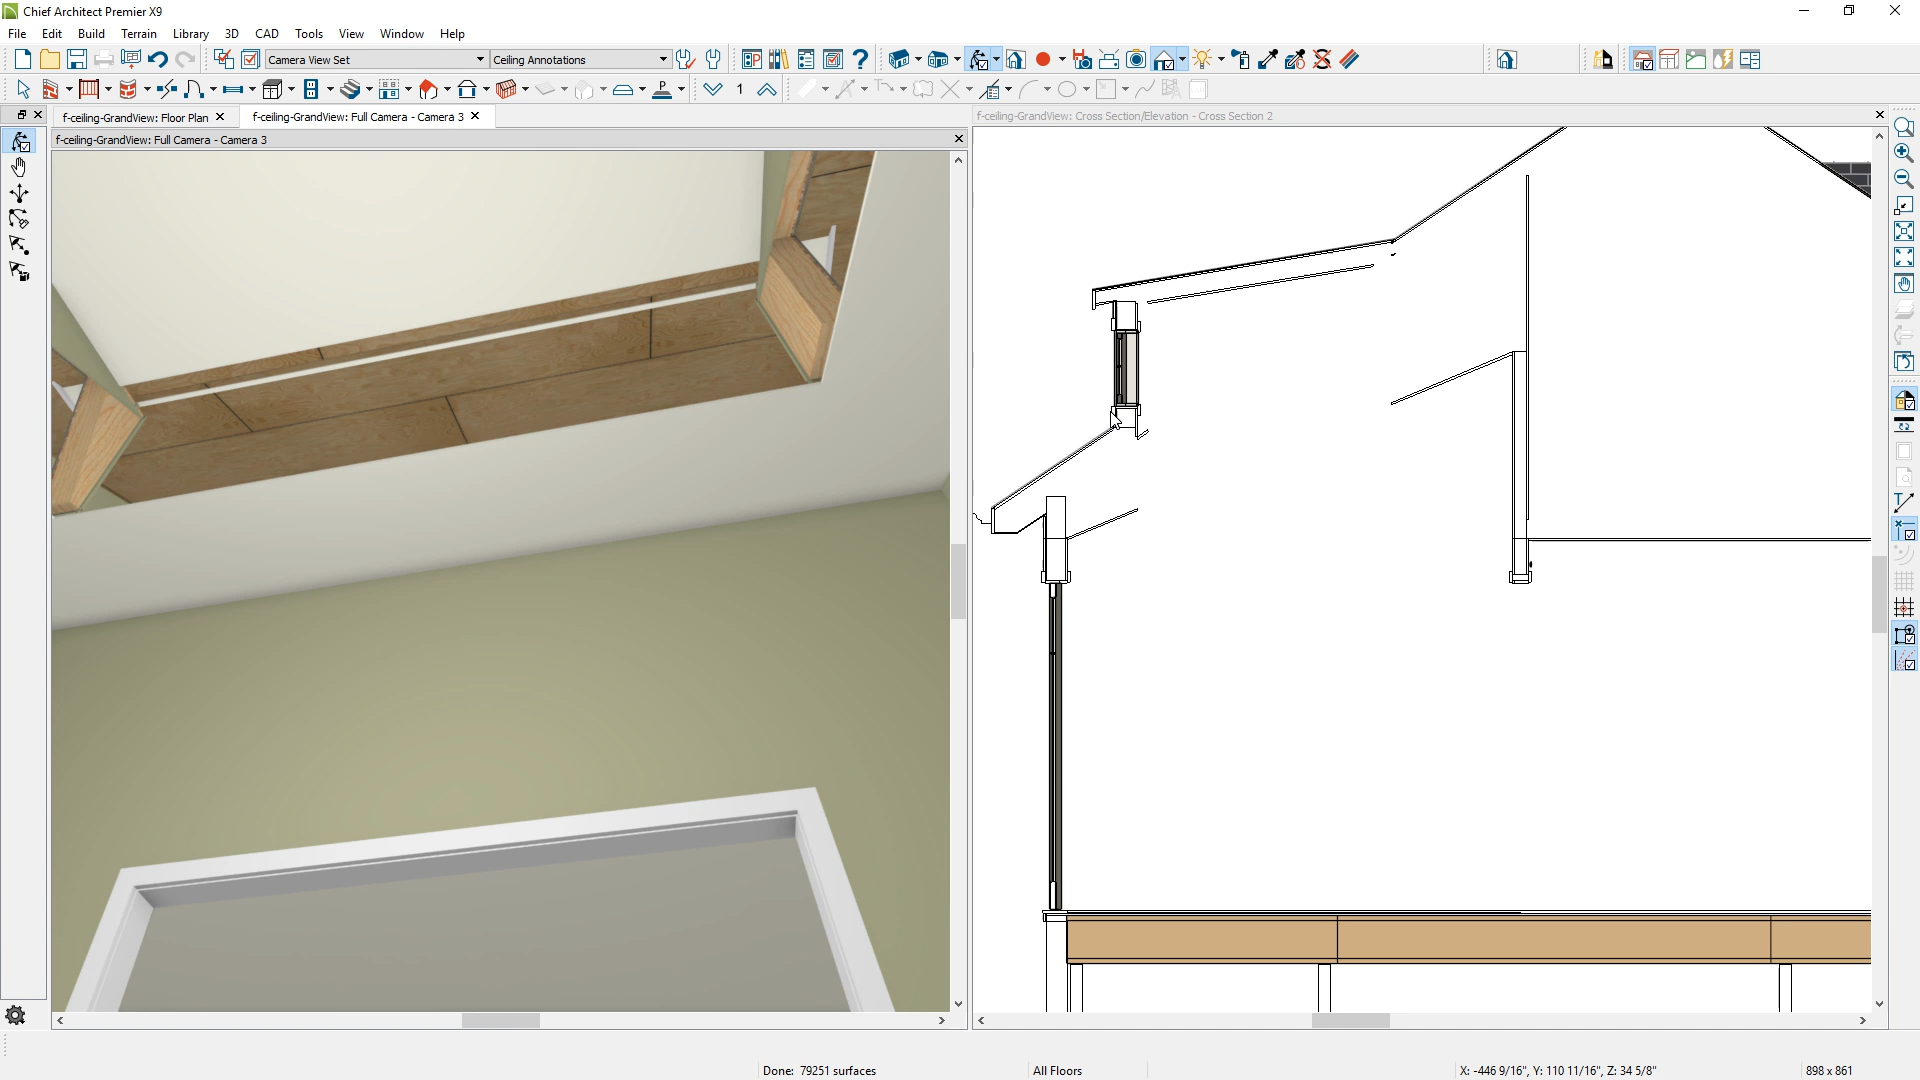 Chief Architect Premier X9
File Edit Build Terrain Library 3D CAD Tools View Window Help
Camera View Set Ceiling Annotations
1
f-ceiling-GrandView: Floor Plan f-ceiling-GrandView: Full Camera - Camera 3 f-ceiling-GrandView: Cross Section/Elevation - Cross Section 2
f-ceiling-GrandView: Full Camera - Camera 3
Done: 79251 surfaces All Floors X: -446 9/16", Y: 110 11/16", Z: 34 5/8" 898 x 861